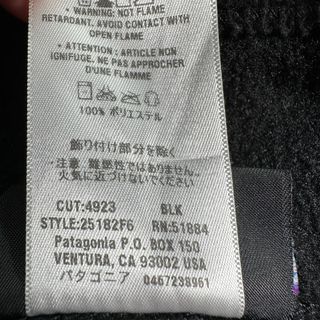 • WARNING: NOT FLAME
RETARDANT. AVOID CONTACT WITH
OPEN FLAME
• ATTENTION : ARTICLE NON
IGNIFUGE. NE PAS APPROCHER
D'UNE FLAMME
100% ポリエステル
飾り付け部分を除く
・注意 難燃性ではありません。
火気に近づけないでください
CUT:4923 BLK
STYLE:25182F6 RN:51884
Patagonia P.O. BOX 150
VENTURA, CA 93002 USA
パタゴニア 0467238961